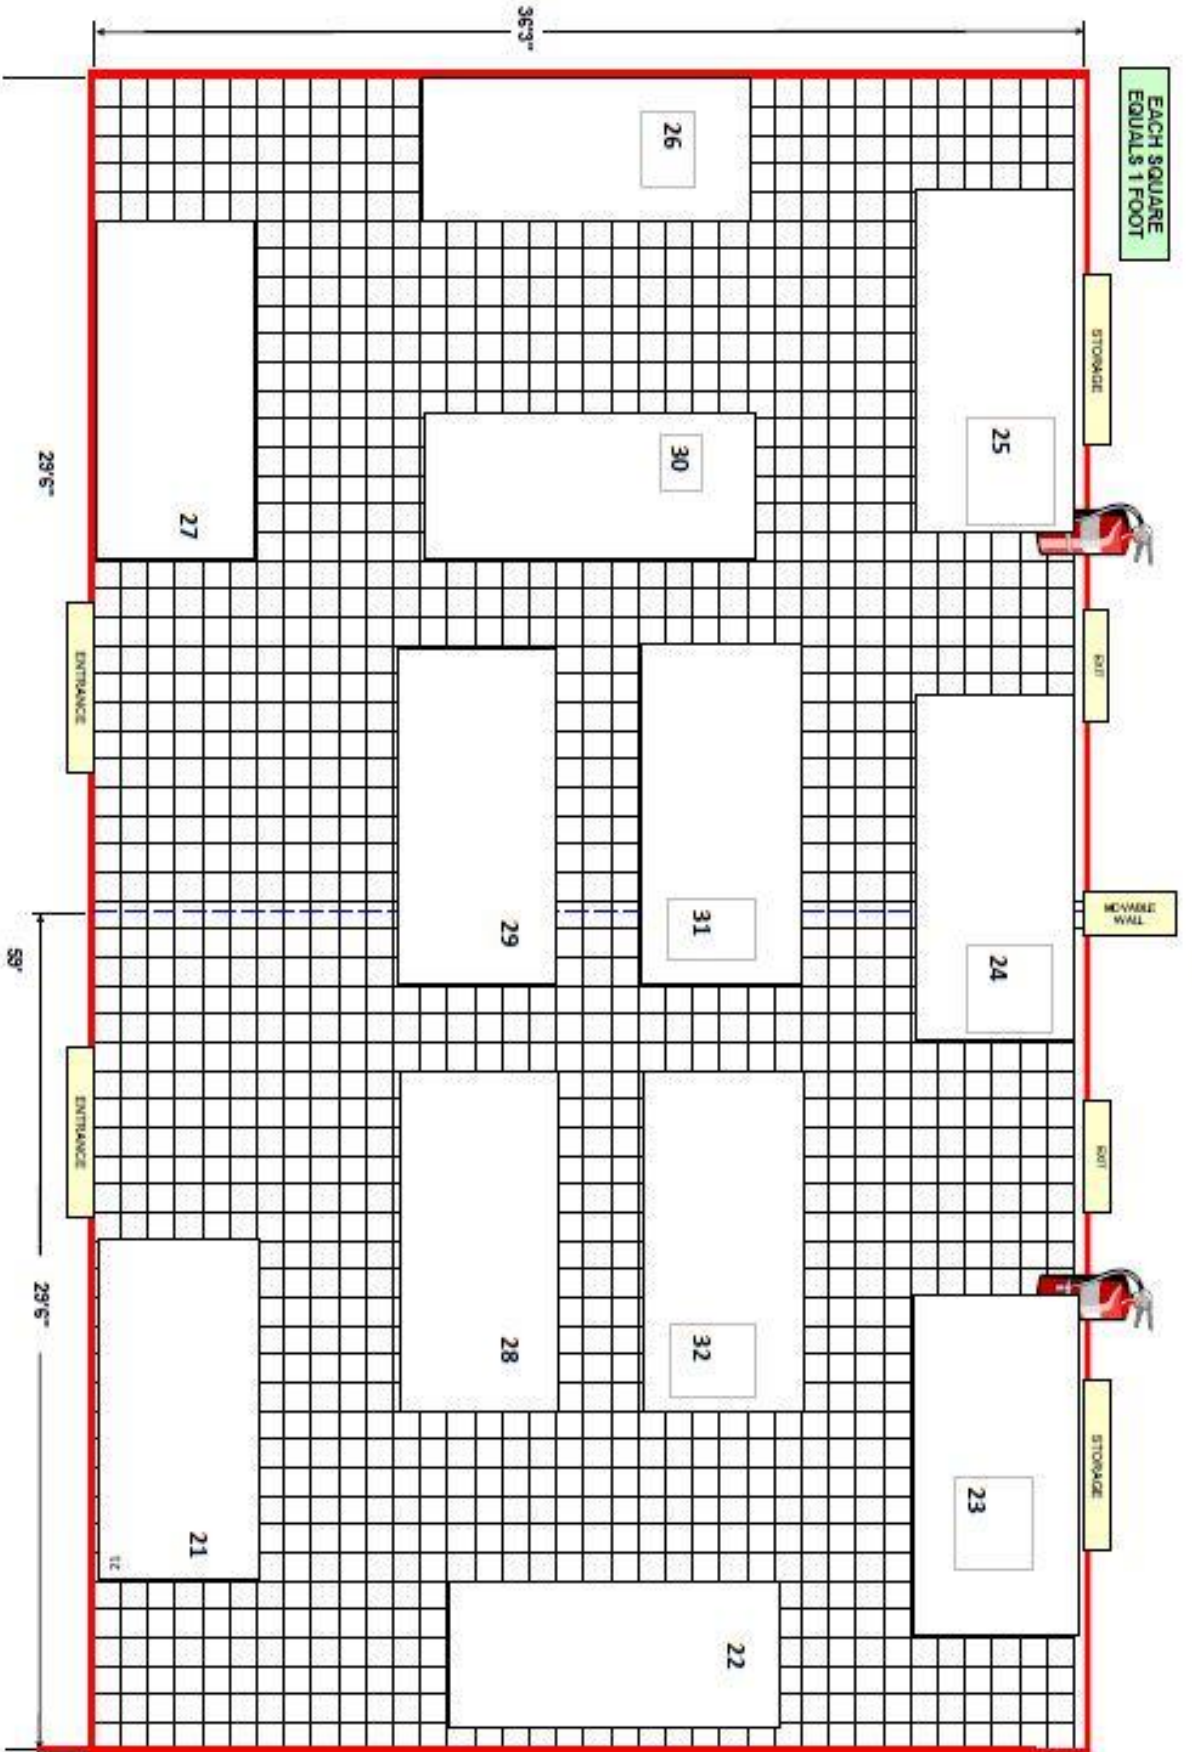 36'3"
EACH SQUARE
EQUALS 1 FOOT
26
STORAGE
25
30
27
29'6"
EXIT
ENTRANCE
MOVABLE
WALL
31
29
24
59'
ENTRANCE
EXIT
29'6"
28
32
STORAGE
23
21
21
22